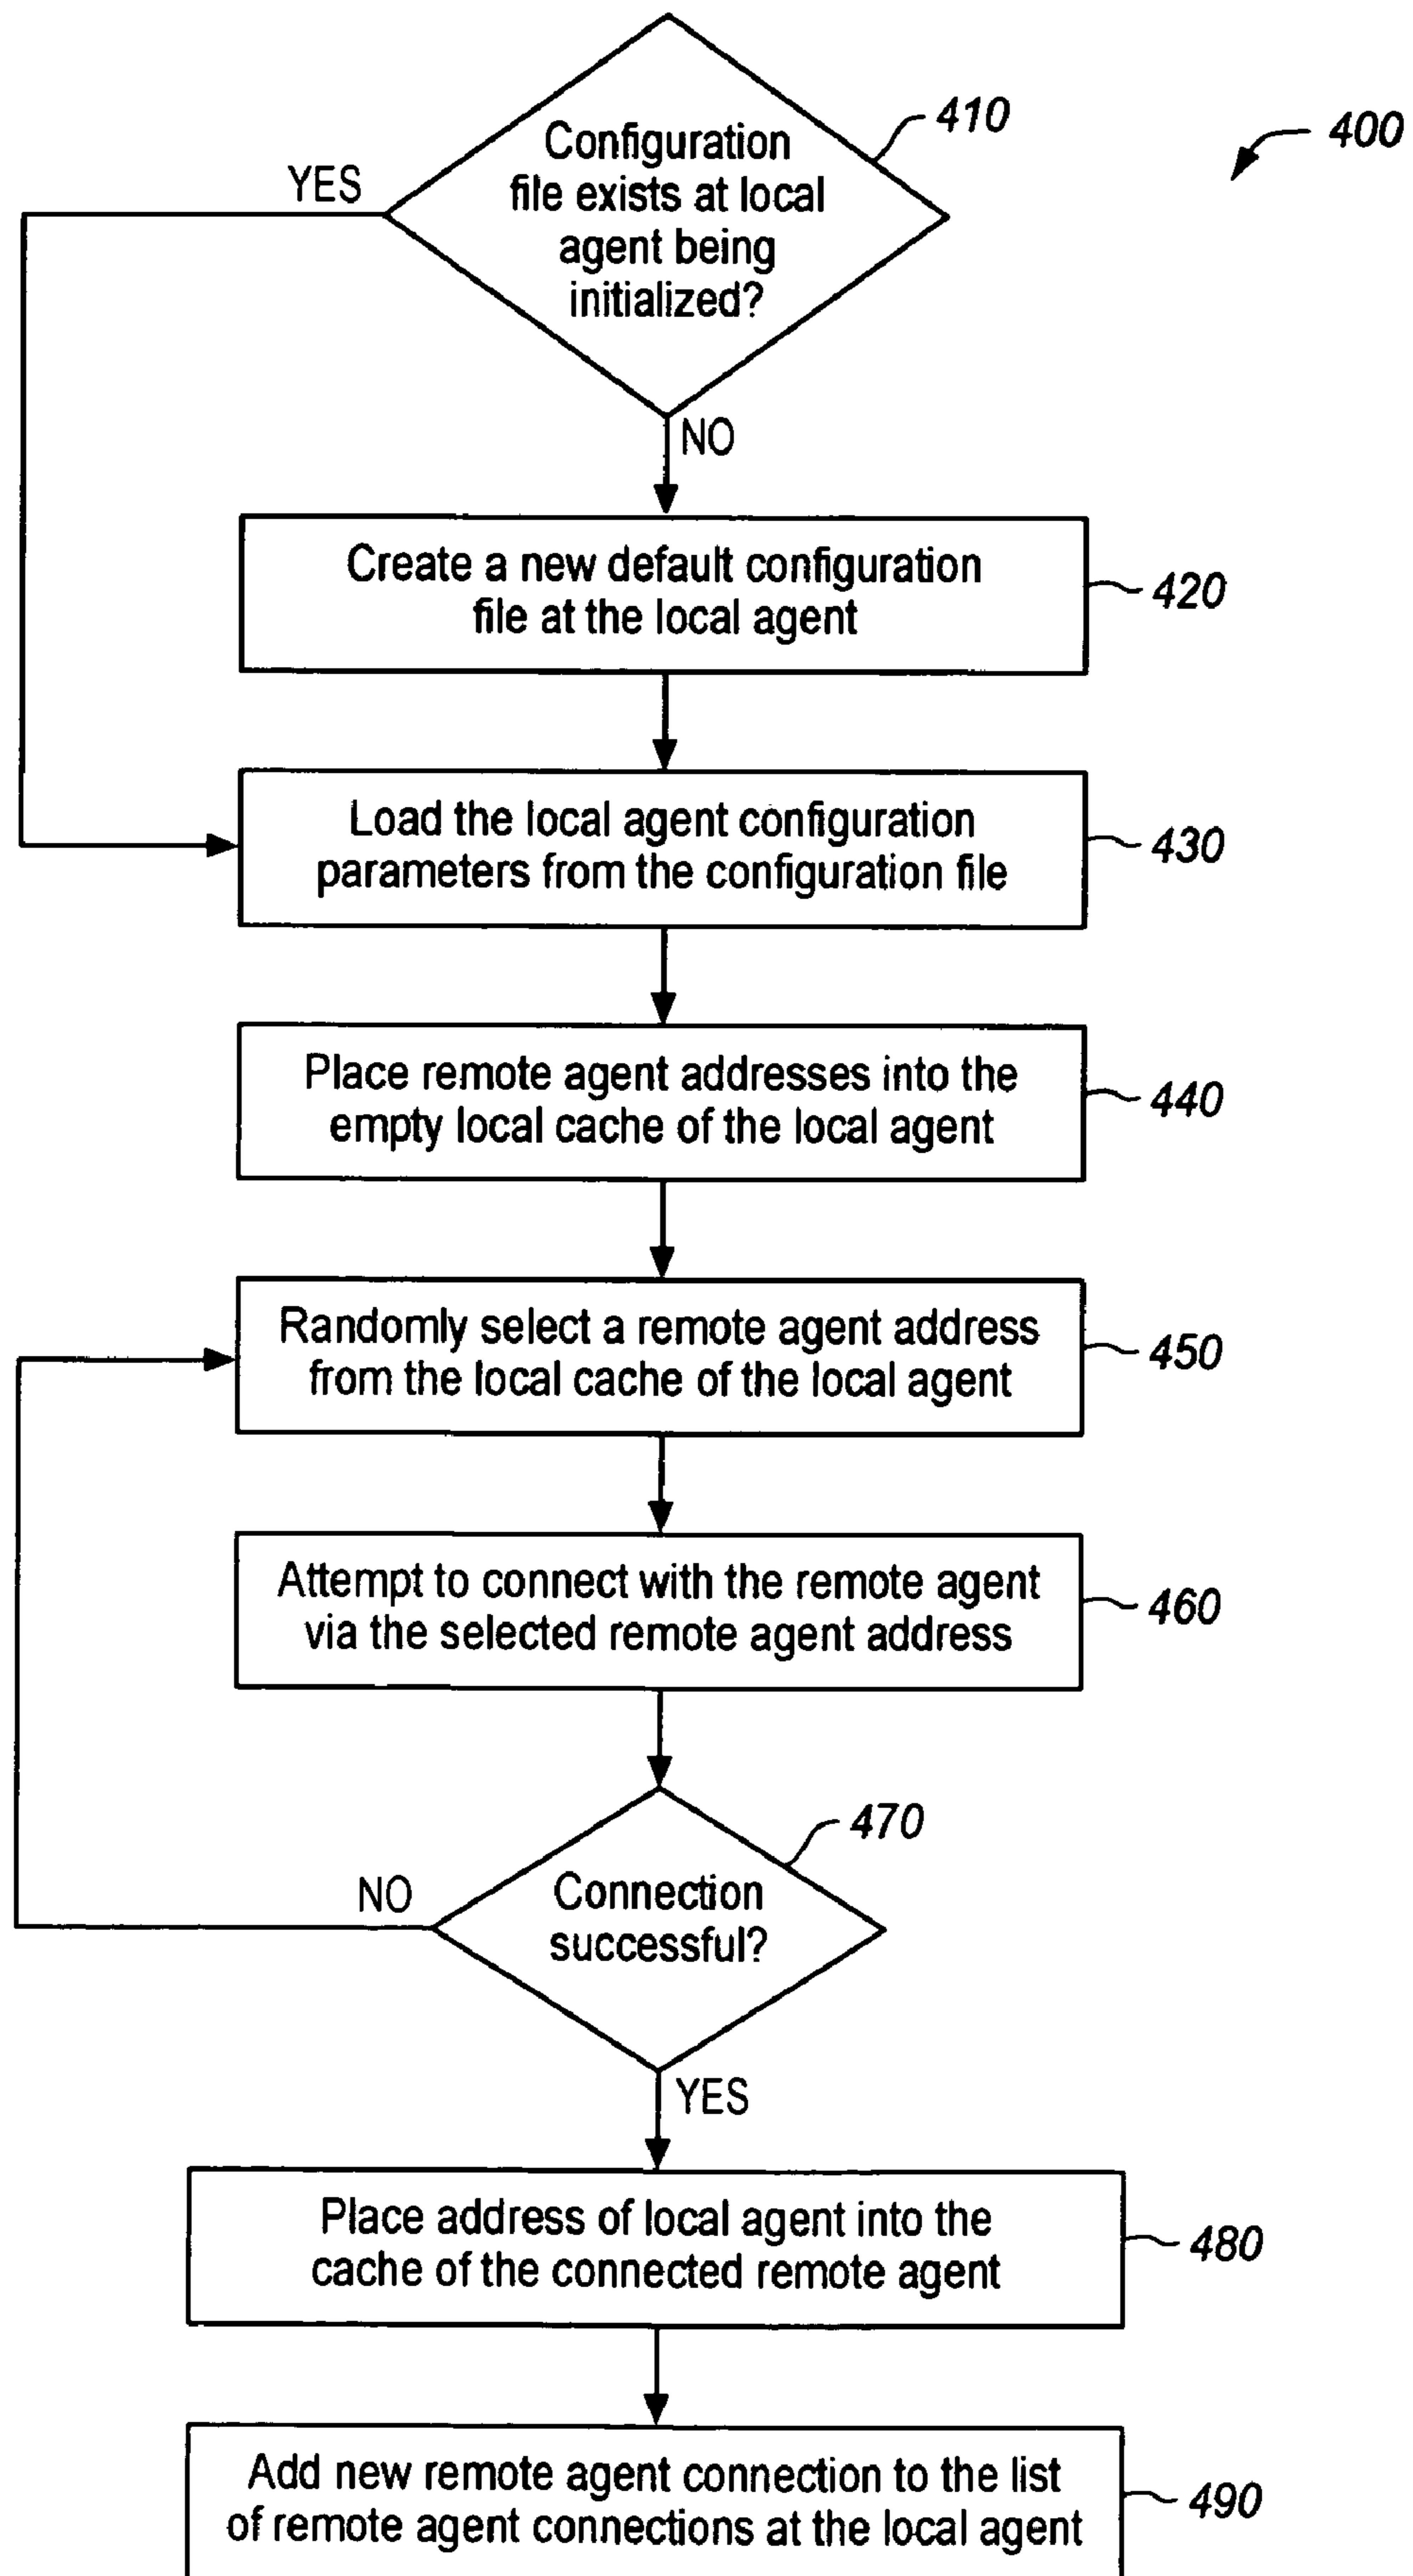 Configuration
file exists at local
agent being
initialized?
410
400
YES
NO
Create a new default configuration
file at the local agent
420
Load the local agent configuration
parameters from the configuration file
430
Place remote agent addresses into the
empty local cache of the local agent
440
Randomly select a remote agent address
from the local cache of the local agent
450
Attempt to connect with the remote agent
via the selected remote agent address
460
470
Connection
successful?
NO
YES
Place address of local agent into the
cache of the connected remote agent
480
Add new remote agent connection to the list
of remote agent connections at the local agent
490